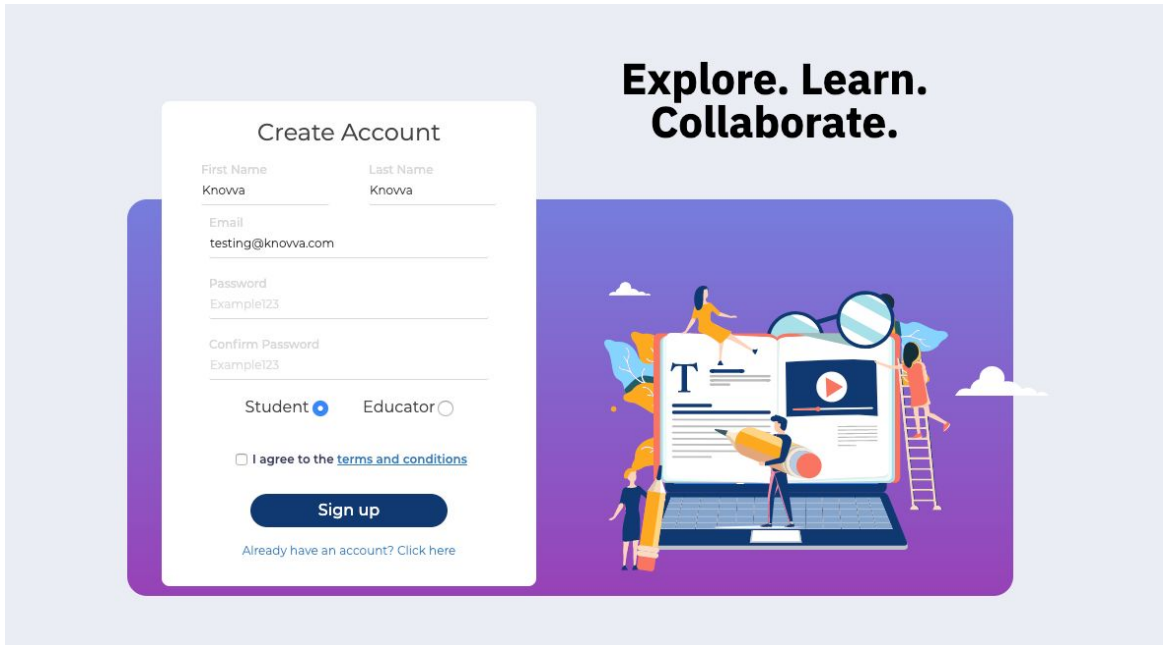 Explore. Learn.
Collaborate.
Create Account
First Name Last Name
Knovva Knovva
Email
testing@knovva.com
Password
Example123
Confirm Password
Example123
Student Educator
I agree to the terms and conditions
Sign up
Already have an account? Click here
T